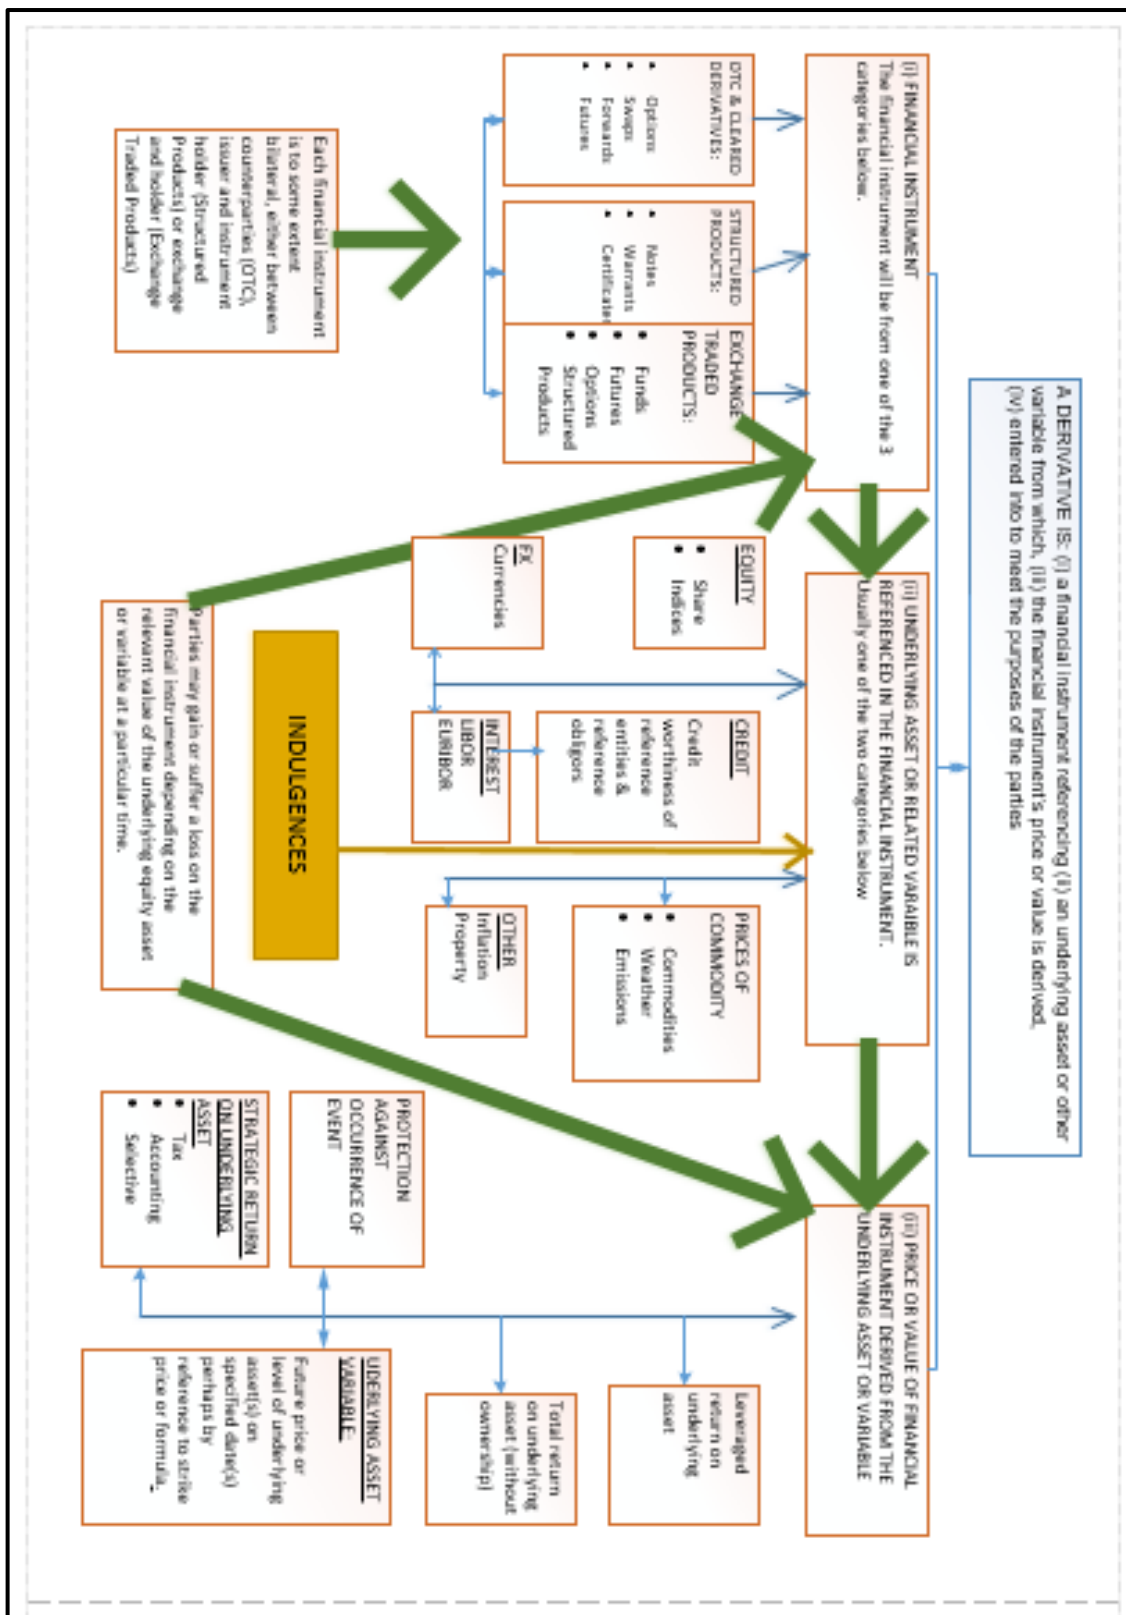 A DERIVATIVE IS: (i) a financial instrument referencing (ii) an underlying asset or other
variable from which, (iii) the financial instrument's price or value is derived,
(iv) entered into to meet the purposes of the parties
(i) FINANCIAL INSTRUMENT
The financial instrument will be from one of the 3
categories below.
(ii) UNDERLYING ASSET OR RELATED VARAIBLE IS
REFERENCED IN THE FINANCIAL INSTRUMENT.
Usually one of the two categories below
(iii) PRICE OR VALUE OF FINANCIAL
INSTRUMENT DERIVED FROM THE
UNDERLYING ASSET OR VARIABLE
OTC & CLEARED
DERIVATIVES:
• Options
• Swaps
• Forwards
• Futures
STRUCTURED
PRODUCTS:
• Notes
• Warrants
• Certificates
EXCHANGE
TRADED
PRODUCTS:
• Funds
• Futures
• Options
• Structured
Products
EQUITY
• Share
• Indices
CREDIT
Credit
worthiness of
reference
entities &
reference
obligors
PRICES OF
COMMODITY
• Commodities
• Weather
• Emissions
Leveraged
return on
underlying
asset
FX
Currencies
INTEREST
LIBOR
EURIBOR
OTHER
Inflation
Property
Total return
on underlying
asset (without
ownership)
Each financial instrument
is to some extent
bilateral, either between
counterparties (OTC),
issuer and instrument
holder (Structured
Products) or exchange
and holder (Exchange
Traded Products)
INDULGENCES
PROTECTION
AGAINST
OCCURRENCE OF
EVENT
UDERLYING ASSET
VARIABLE:
Future price or
level of underlying
asset(s) on
specified date(s)
perhaps by
reference to strike
price or formula.
Parties may gain or suffer a loss on the
financial instrument depending on the
relevant value of the underlying equity asset
or variable at a particular time.
STRATEGIC RETURN
ON UNDERLYING
ASSET
• Tax
• Accounting
• Selective